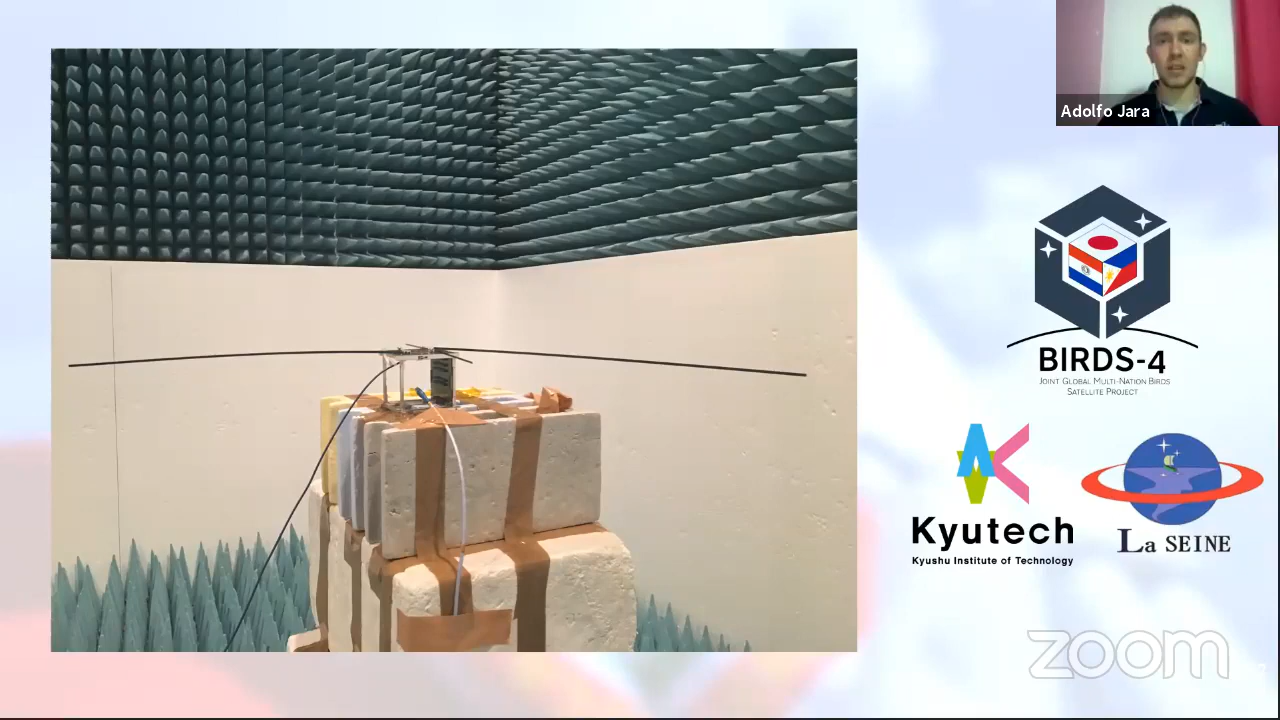 Adolfo Jara
BIRDS-4
JOINT GLOBAL MULTI-NATION BIRDS
SATELLITE PROJECT
Kyutech
Kyushu Institute of Technology
La SEINE
zoom